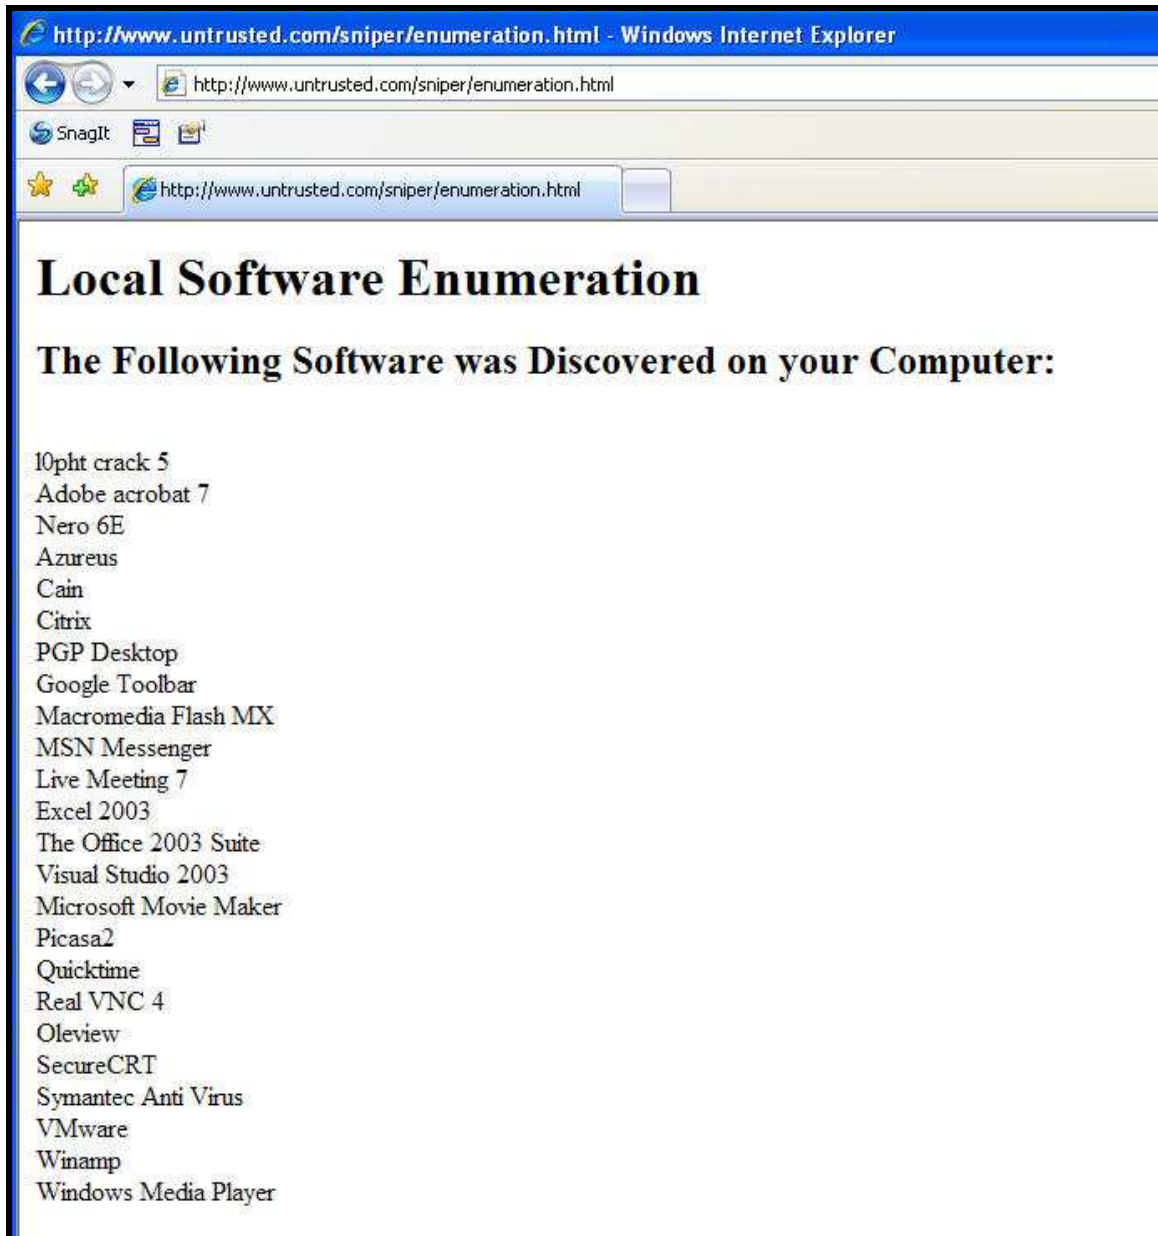 http://www.untrusted.com/sniper/enumeration.html - Windows Internet Explorer
http://www.untrusted.com/sniper/enumeration.html
SnagIt
http://www.untrusted.com/sniper/enumeration.html
Local Software Enumeration
The Following Software was Discovered on your Computer:
l0pht crack 5
Adobe acrobat 7
Nero 6E
Azureus
Cain
Citrix
PGP Desktop
Google Toolbar
Macromedia Flash MX
MSN Messenger
Live Meeting 7
Excel 2003
The Office 2003 Suite
Visual Studio 2003
Microsoft Movie Maker
Picasa2
Quicktime
Real VNC 4
Oleview
SecureCRT
Symantec Anti Virus
VMware
Winamp
Windows Media Player